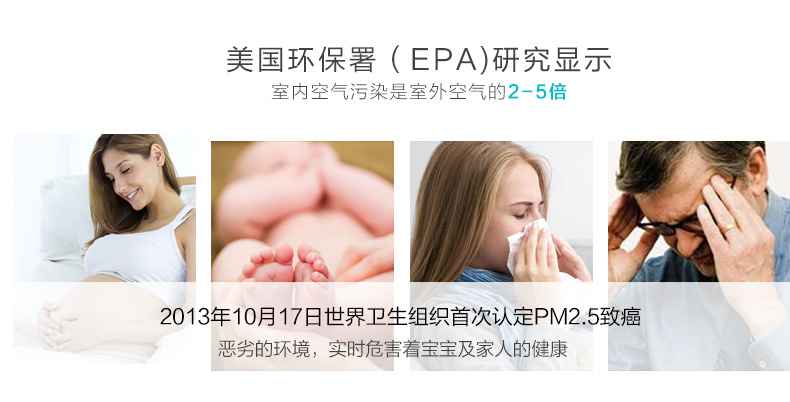 美国环保署（EPA)研究显示
室内空气污染是室外空气的2-5倍
2013年10月17日世界卫生组织首次认定PM2.5致癌
恶劣的环境，实时危害着宝宝及家人的健康